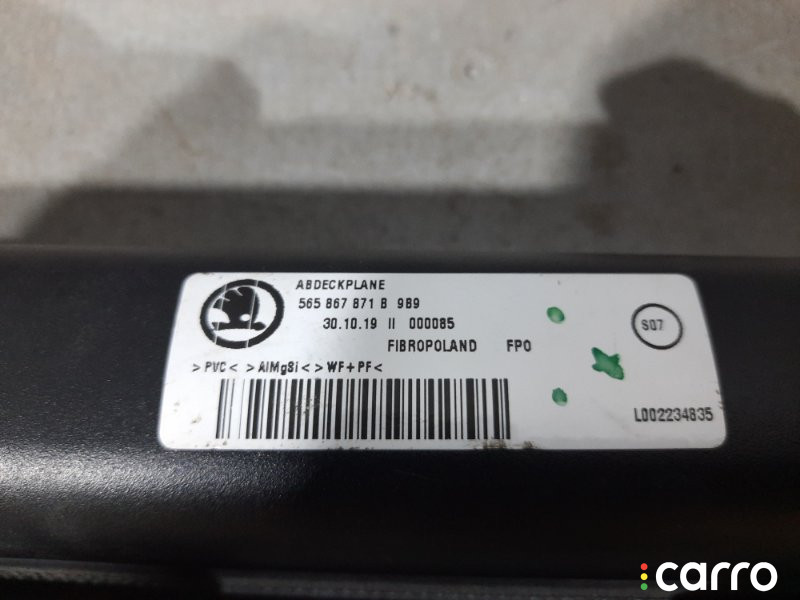 ABDECKPLANE
565 867 871 B 9B9
30.10.19 II 000085
FIBROPOLAND FPO
>PVC< >AlMgSi<>WF+PF<
S07
L002234835
carro